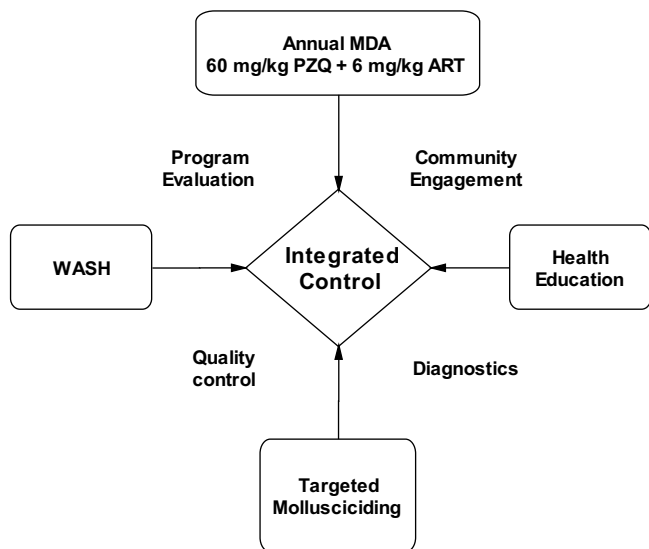 Annual MDA
60 mg/kg PZQ + 6 mg/kg ART
Program
Evaluation
Community
Engagement
WASH
Integrated
Control
Health
Education
Quality
control
Diagnostics
Targeted
Mollusciciding